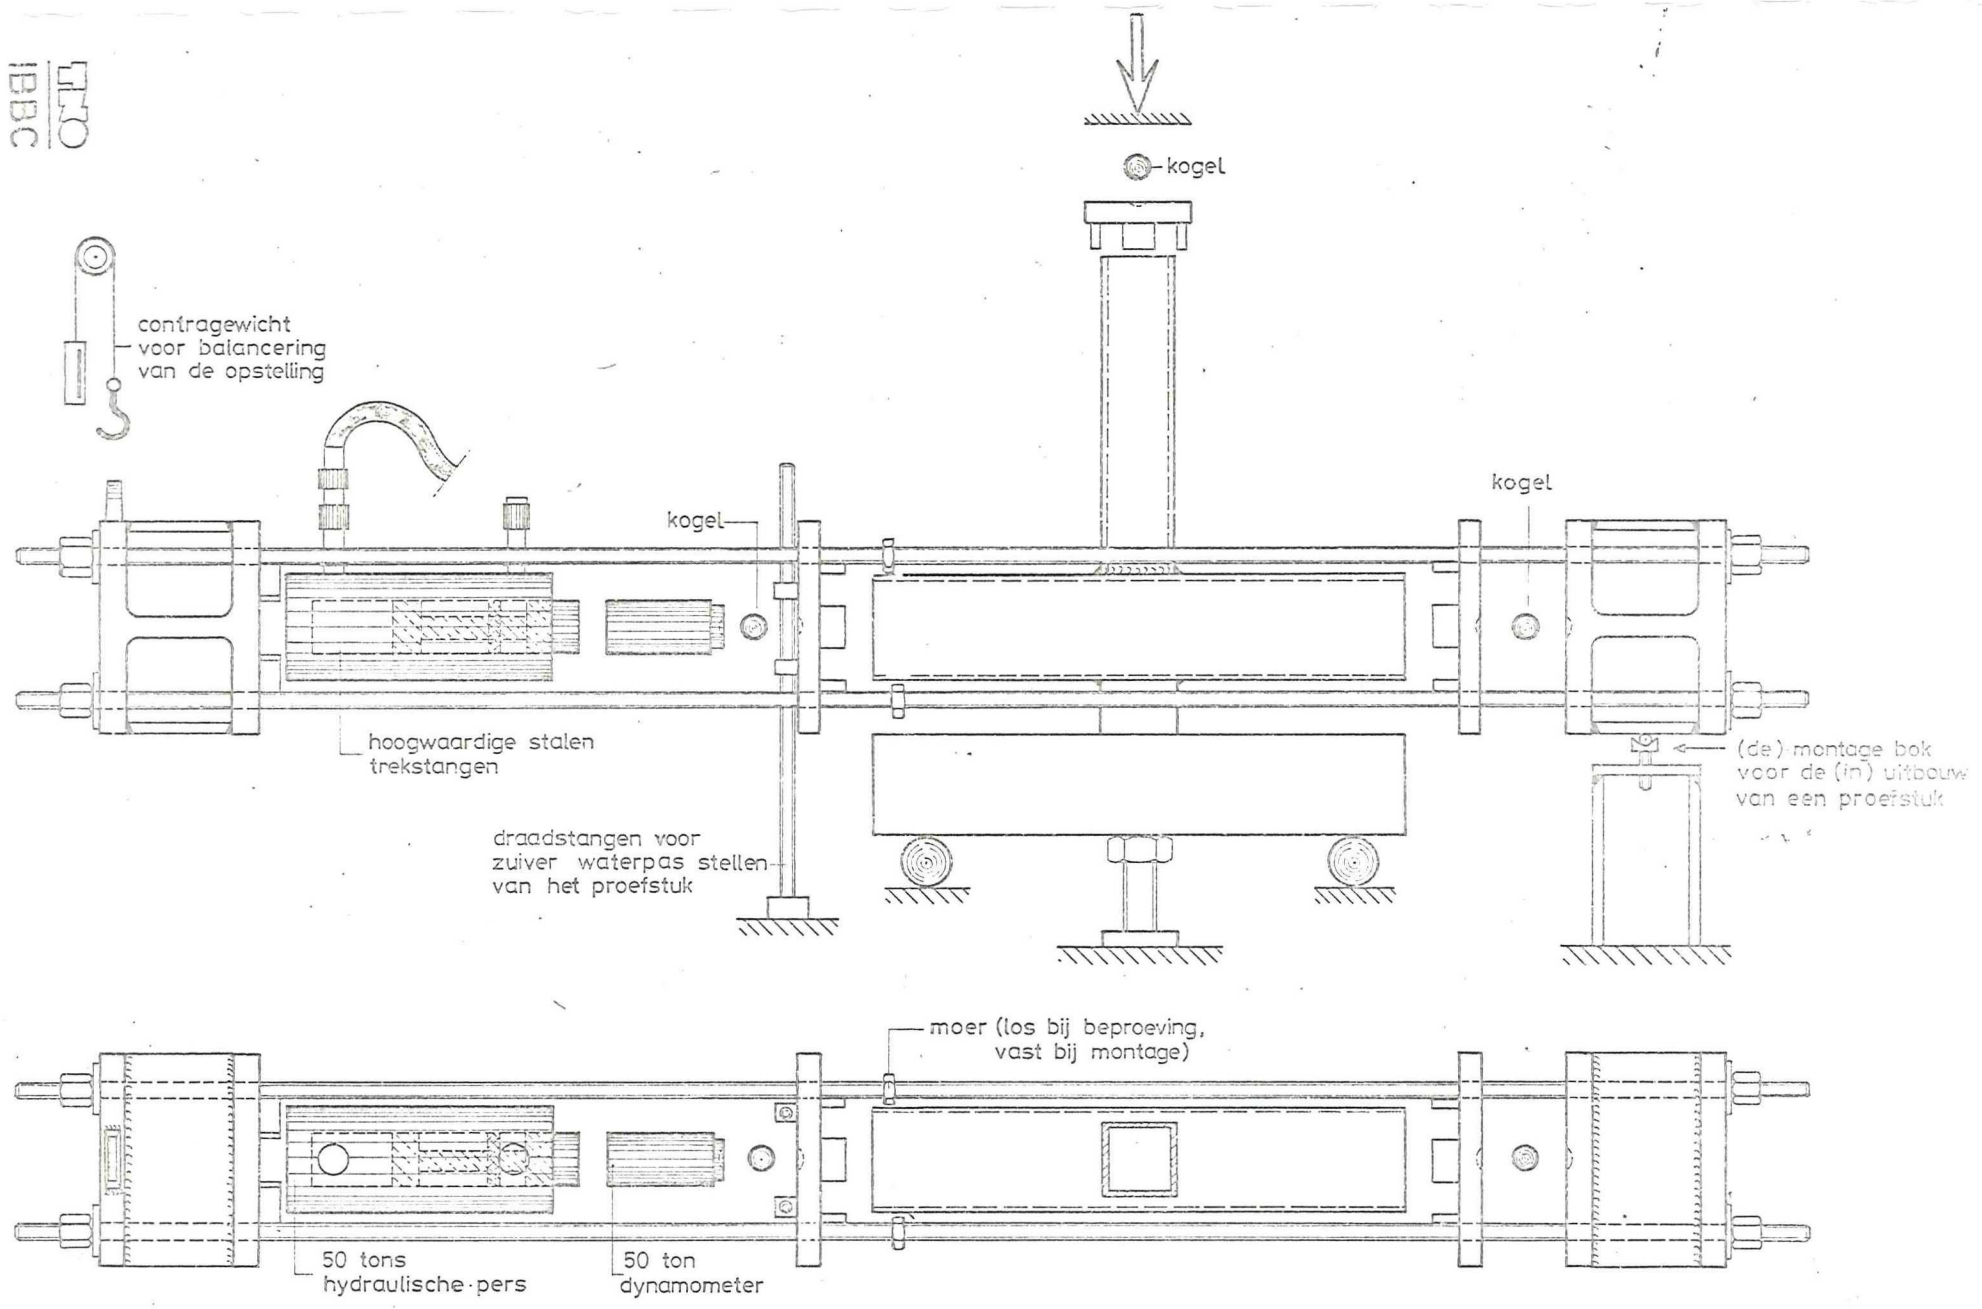 TNO
IBBC
kogel
contragewicht
voor balancering
van de opstelling
kogel
kogel
hoogwaardige stalen
trekstangen
(de) montage bok
voor de (in) uitbouw
van een proefstuk
draadstangen voor
zuiver waterpas stellen
van het proefstuk
moer (los bij beproeving,
vast bij montage)
50 tons
hydraulische-pers
50 ton
dynamometer